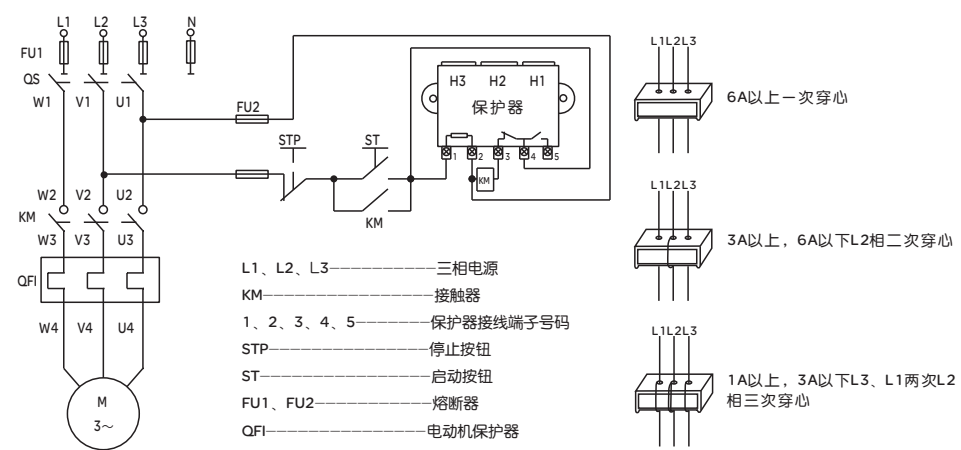 L1 L2 L3 N
FU1
QS
W1 V1 U1
FU2
H3 H2 H1
保护器
1 2 3 4 5
STP ST
KM
KM
W2 V2 U2
KM
W3 V3 U3
QFI
W4 V4 U4
M
3～
L1、L2、L3———————————三相电源
KM—————————————————接触器
1、2、3、4、5———————保护器接线端子号码
STP————————————————停止按钮
ST—————————————————启动按钮
FU1、FU2————————————熔断器
QFI————————————————电动机保护器
L1L2L3
6A以上一次穿心
L1L2L3
3A以上，6A以下L2相二次穿心
L1L2L3
1A以上，3A以下L3、L1两次L2
相三次穿心